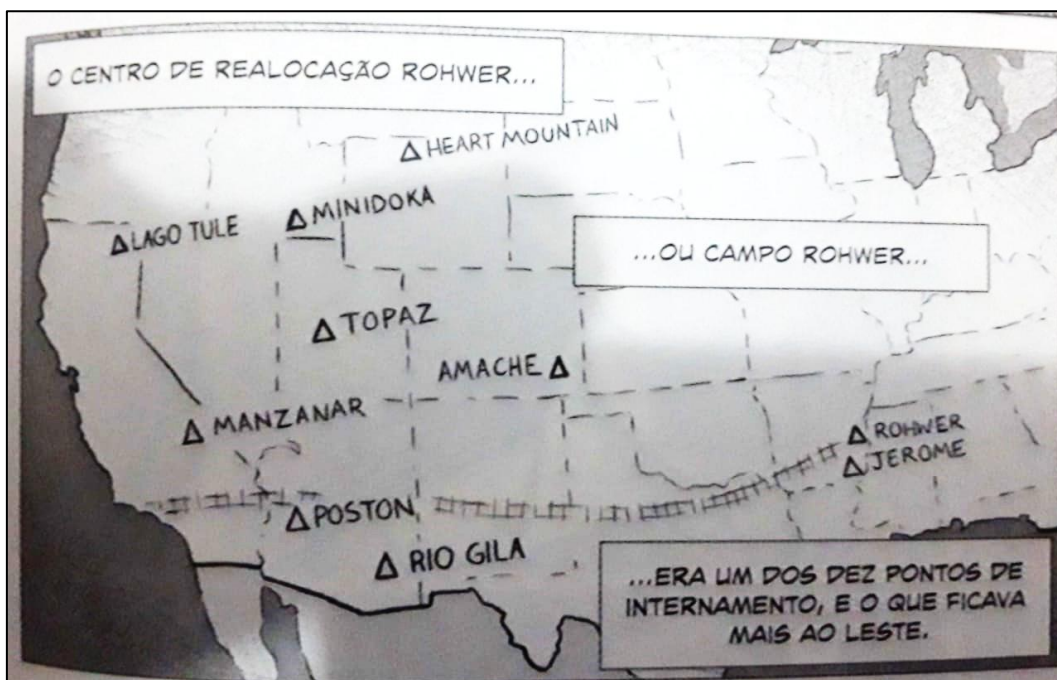 O CENTRO DE REALOCAÇÃO ROHWER...
HEART MOUNTAIN
MINIDOKA
LAGO TULE
...OU CAMPO ROHWER...
TOPAZ
AMACHE
MANZANAR
ROHWER
JEROME
POSTON
RIO GILA
...ERA UM DOS DEZ PONTOS DE
INTERNAMENTO, E O QUE FICAVA
MAIS AO LESTE.